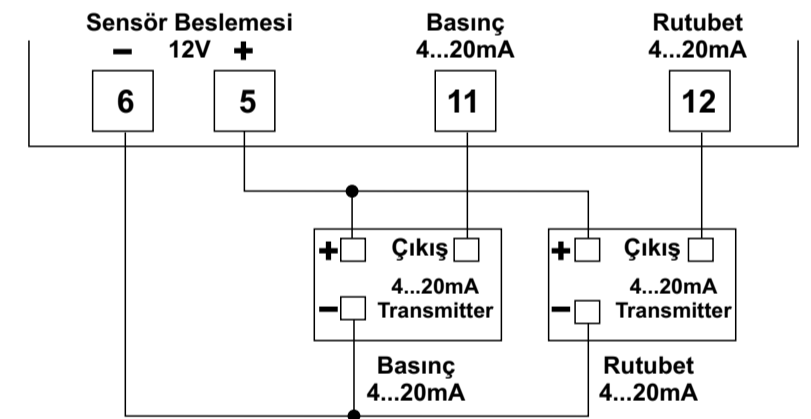 Sensör Beslemesi
− 12V +
Basınç
4...20mA
Rutubet
4...20mA
6
5
11
12
+ Çıkış
4...20mA
− Transmitter
+ Çıkış
4...20mA
− Transmitter
Basınç
4...20mA
Rutubet
4...20mA